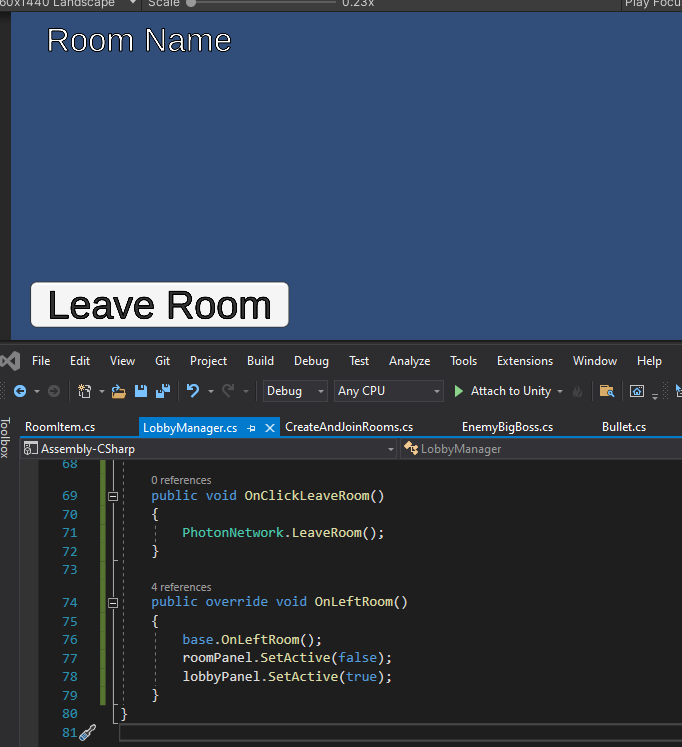 60x1440 Landscape Scale 0.23x Play Focu
Room Name
Leave Room
File Edit View Git Project Build Debug Test Analyze Tools Extensions Window Help
Debug Any CPU Attach to Unity
Toolbox
RoomItem.cs LobbyManager.cs CreateAndJoinRooms.cs EnemyBigBoss.cs Bullet.cs
Assembly-CSharp LobbyManager
68
0 references
69 public void OnClickLeaveRoom()
70 {
71 PhotonNetwork.LeaveRoom();
72 }
73
4 references
74 public override void OnLeftRoom()
75 {
76 base.OnLeftRoom();
77 roomPanel.SetActive(false);
78 lobbyPanel.SetActive(true);
79 }
80 }
81